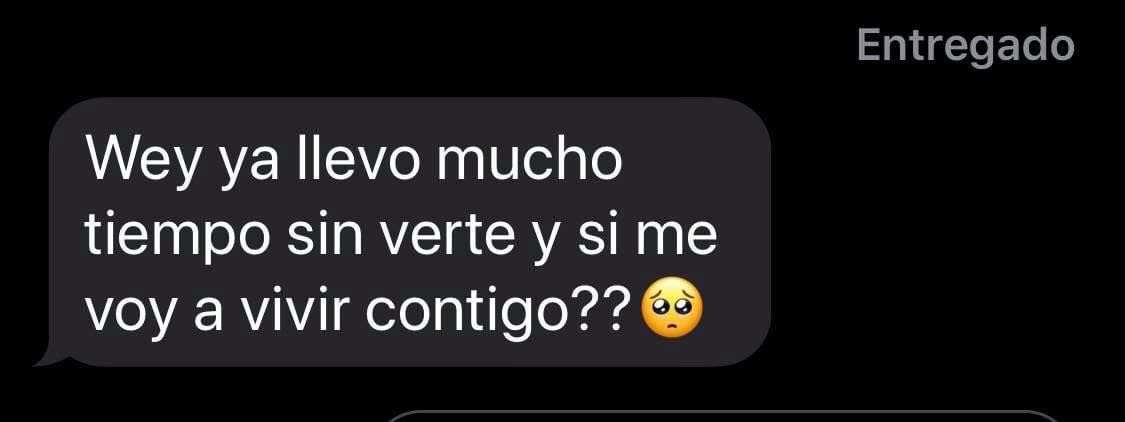 Entregado
Wey ya llevo mucho
tiempo sin verte y si me
voy a vivir contigo??🥺